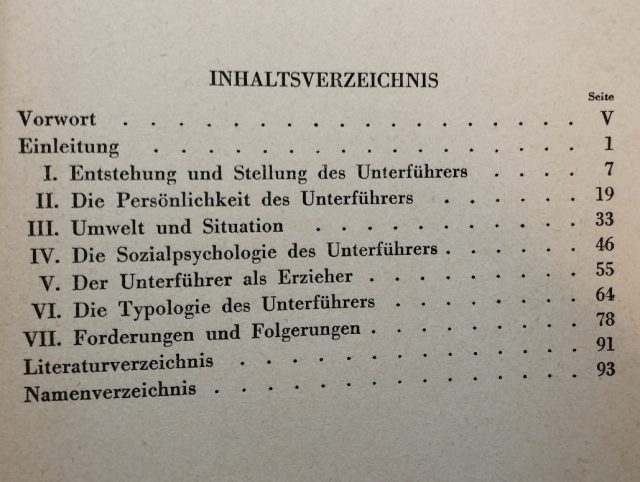 INHALTSVERZEICHNIS
Seite
Vorwort . . . . . . . . . . . . . . . . . . V
Einleitung . . . . . . . . . . . . . . . . . 1
I. Entstehung und Stellung des Unterführers . . . . . 7
II. Die Persönlichkeit des Unterführers . . . . . . 19
III. Umwelt und Situation . . . . . . . . . . . 33
IV. Die Sozialpsychologie des Unterführers . . . . . . 46
V. Der Unterführer als Erzieher . . . . . . . . 55
VI. Die Typologie des Unterführers . . . . . . . . 64
VII. Forderungen und Folgerungen . . . . . . . . . 78
Literaturverzeichnis . . . . . . . . . . . . . . 91
Namenverzeichnis . . . . . . . . . . . . . . . 93